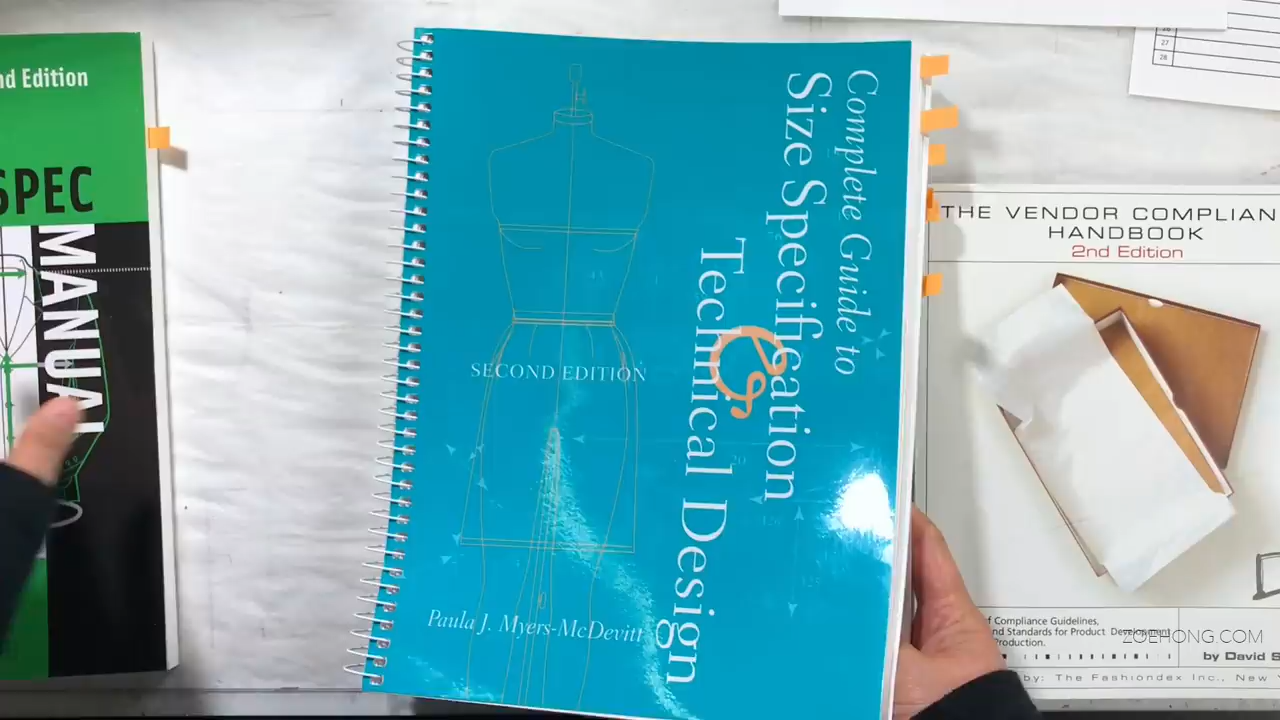 nd Edition
SPEC
MANUAL
Complete Guide to
Size Specification
&
Technical Design
SECOND EDITION
Paula J. Myers-McDevitt
THE VENDOR COMPLIAN
HANDBOOK
2nd Edition
f Compliance Guidelines,
nd Standards for Product Development
Production.
by David S
by: The Fashiondex Inc., New Y
ZOEHONG.COM
27
28